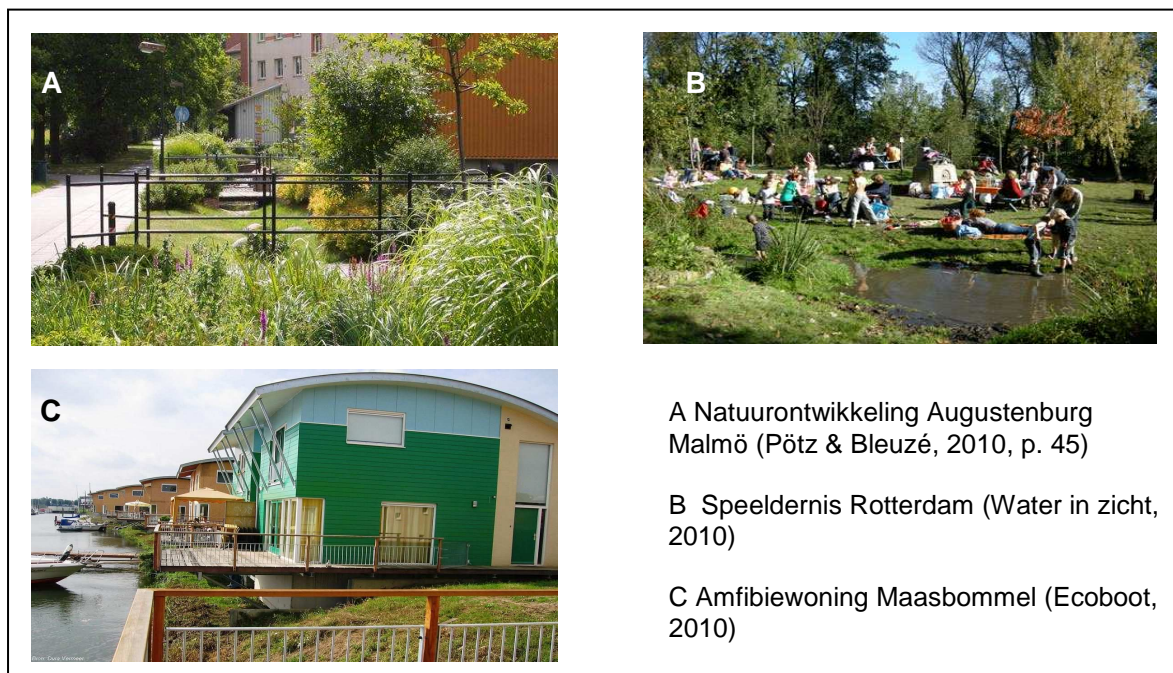 A
B
C
A Natuurontwikkeling Augustenburg
Malmö (Pötz & Bleuzé, 2010, p. 45)
B Speeldernis Rotterdam (Water in zicht,
2010)
C Amfibiewoning Maasbommel (Ecoboot,
2010)